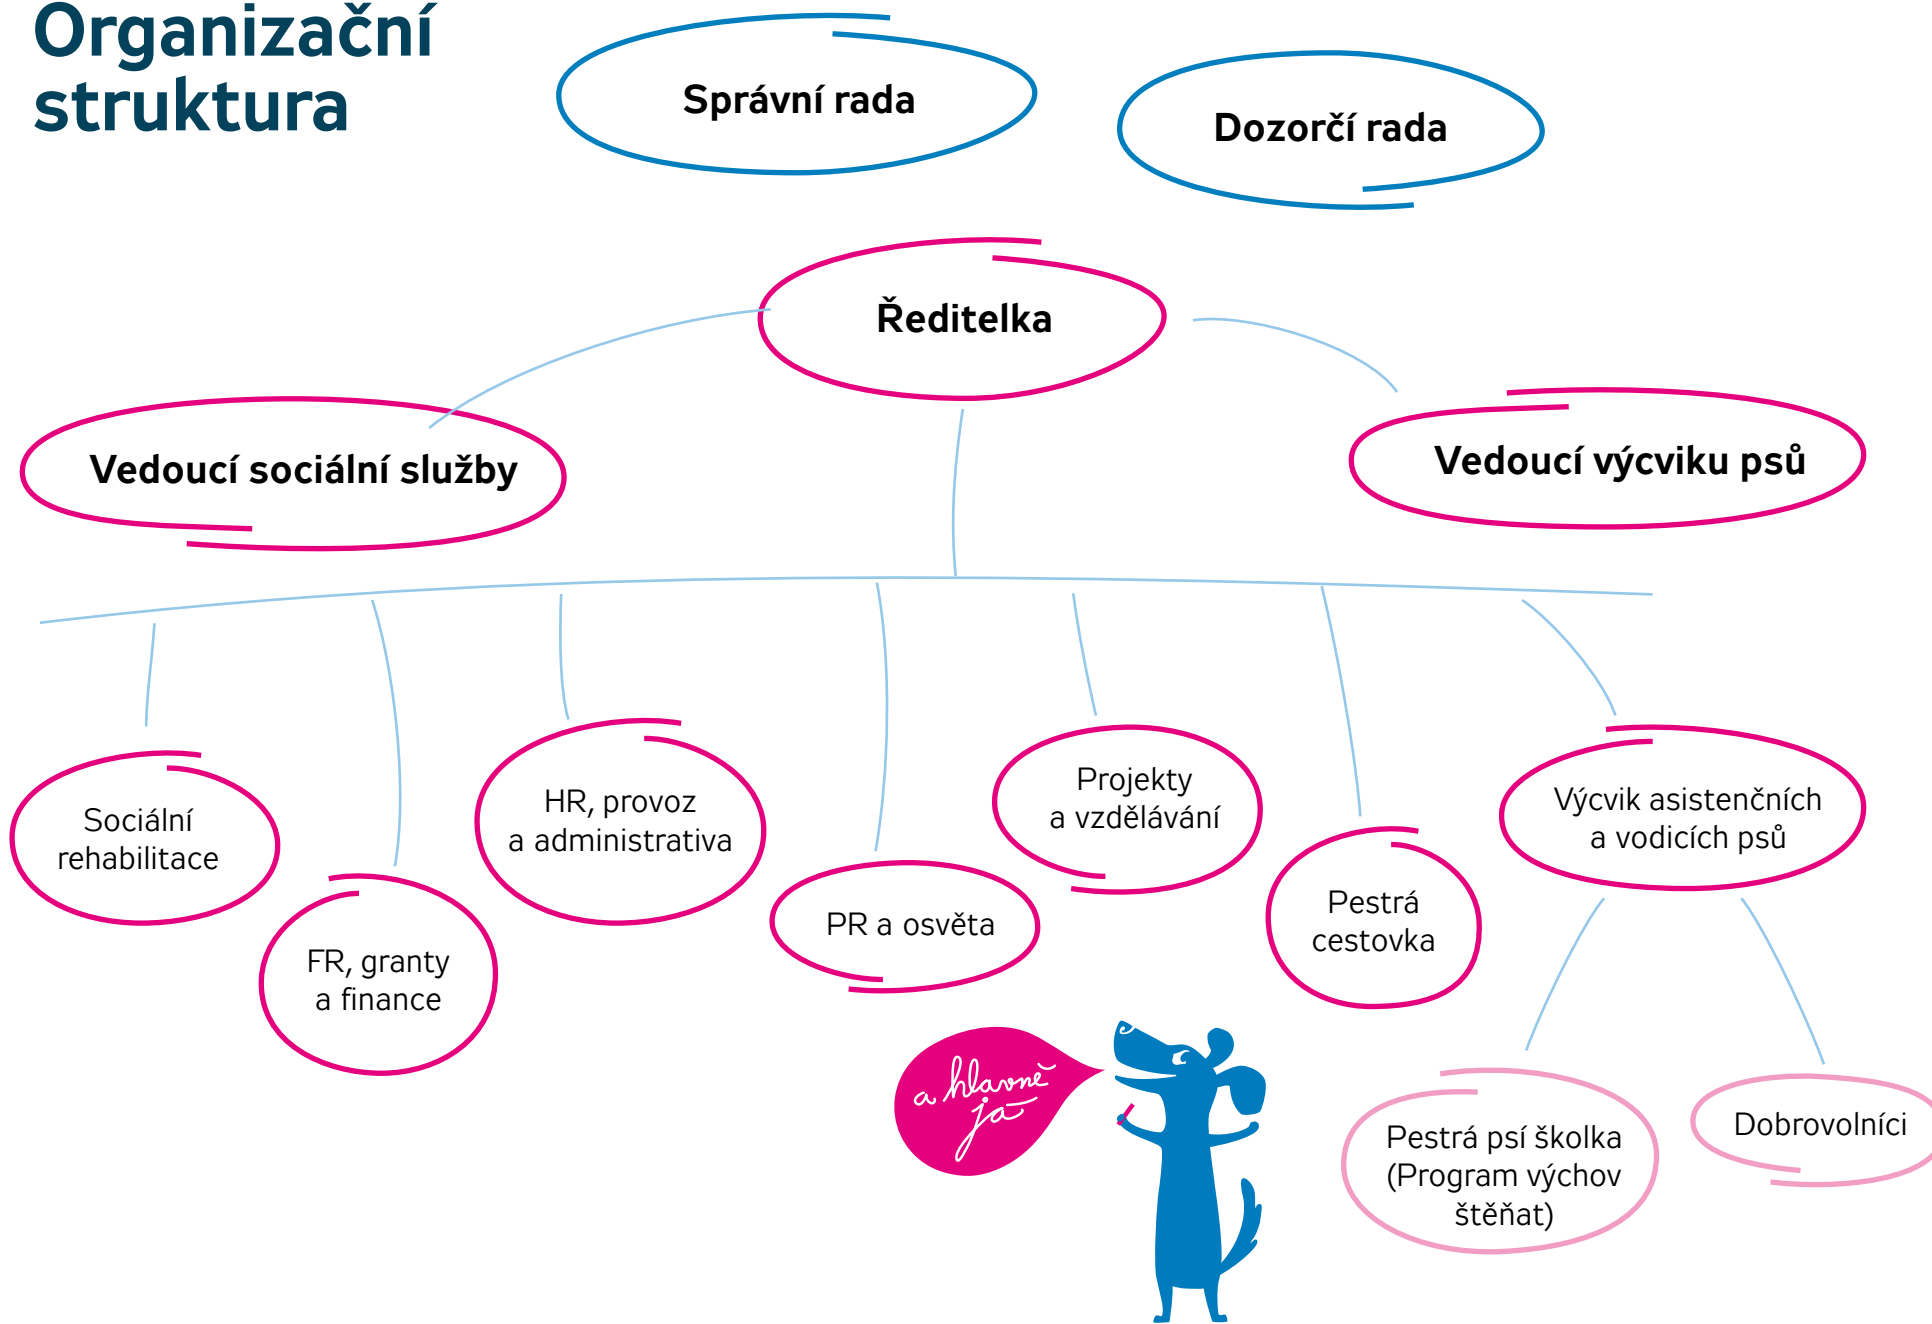 Organizační
struktura
Správní rada
Dozorčí rada
Ředitelka
Vedoucí sociální služby
Vedoucí výcviku psů
Sociální
rehabilitace
FR, granty
a finance
HR, provoz
a administrativa
PR a osvěta
Projekty
a vzdělávání
Pestrá
cestovka
Výcvik asistenčních
a vodicích psů
Pestrá psí školka
(Program výchov
štěňat)
Dobrovolníci
a hlavně
já